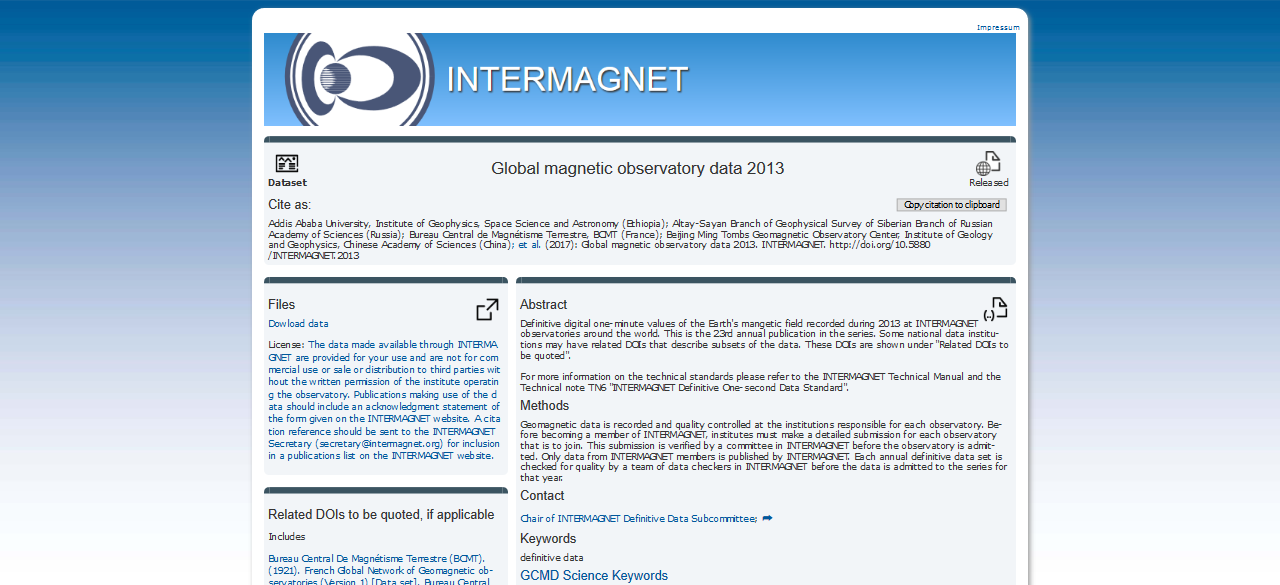 Impressum
INTERMAGNET
Dataset
Global magnetic observatory data 2013
Released
Cite as:
Copy citation to clipboard
Addis Ababa University, Institute of Geophysics, Space Science and Astronomy (Ethiopia); Altay-Sayan Branch of Geophysical Survey of Siberian Branch of Russian
Academy of Sciences (Russia); Bureau Central de Magnétisme Terrestre, BCMT (France); Beijing Ming Tombs Geomagnetic Observatory Center, Institute of Geology
and Geophysics, Chinese Academy of Sciences (China); et al. (2017): Global magnetic observatory data 2013. INTERMAGNET. http://doi.org/10.5880
/INTERMAGNET.2013
Files
Dowload data
License: The data made available through INTERMA
GNET are provided for your use and are not for com
mercial use or sale or distribution to third parties wit
hout the written permission of the institute operatin
g the observatory. Publications making use of the d
ata should include an acknowledgment statement of
the form given on the INTERMAGNET website. A cita
tion reference should be sent to the INTERMAGNET
Secretary (secretary@intermagnet.org) for inclusion
in a publications list on the INTERMAGNET website.
Related DOIs to be quoted, if applicable
Includes
Bureau Central De Magnétisme Terrestre (BCMT).
(1921). French Global Network of Geomagnetic ob-
servatories (Version 1) [Data set]. Bureau Central
Abstract
Definitive digital one-minute values of the Earth's mangetic field recorded during 2013 at INTERMAGNET
observatories around the world. This is the 23rd annual publication in the series. Some national data institu-
tions may have related DOIs that describe subsets of the data. These DOIs are shown under "Related DOIs to
be quoted".
For more information on the technical standards please refer to the INTERMAGNET Technical Manual and the
Technical note TN6 "INTERMAGNET Definitive One-second Data Standard".
Methods
Geomagnetic data is recorded and quality controlled at the institutions responsible for each observatory. Be-
fore becoming a member of INTERMAGNET, institutes must make a detailed submission for each observatory
that is to join. This submission is verified by a committee in INTERMAGNET before the observatory is admit-
ted. Only data from INTERMAGNET members is published by INTERMAGNET. Each annual definitive data set is
checked for quality by a team of data checkers in INTERMAGNET before the data is admitted to the series for
that year.
Contact
Chair of INTERMAGNET Definitive Data Subcommittee;
Keywords
definitive data
GCMD Science Keywords